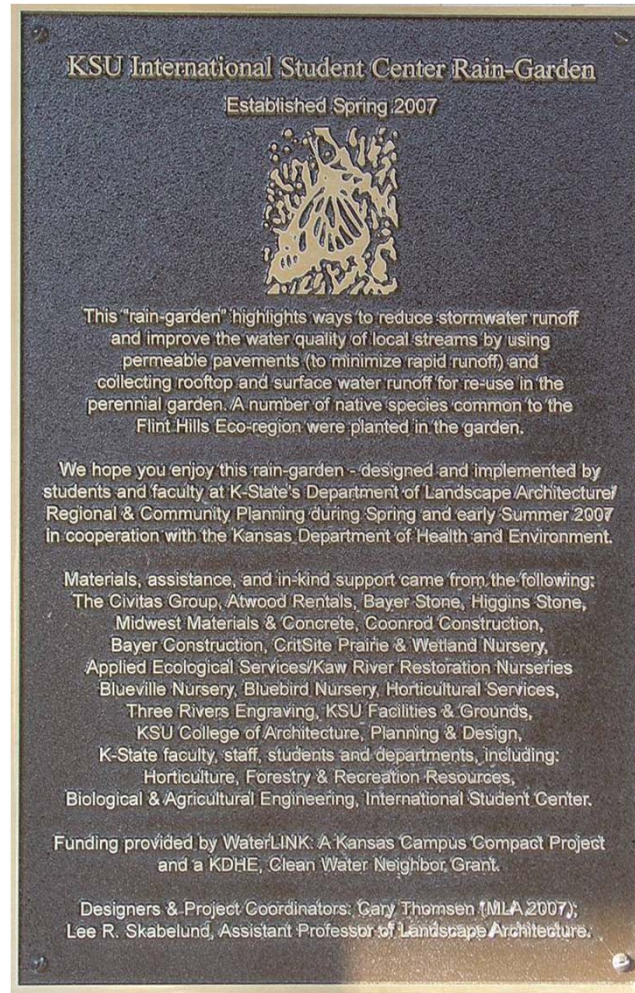 KSU International Student Center Rain-Garden
Established Spring 2007
This "rain-garden" highlights ways to reduce stormwater runoff
and improve the water quality of local streams by using
permeable pavements (to minimize rapid runoff) and
collecting rooftop and surface water runoff for re-use in the
perennial garden. A number of native species common to the
Flint Hills Eco-region were planted in the garden.
We hope you enjoy this rain-garden - designed and implemented by
students and faculty at K-State's Department of Landscape Architecture/
Regional & Community Planning during Spring and early Summer 2007
in cooperation with the Kansas Department of Health and Environment.
Materials, assistance, and in-kind support came from the following:
The Civitas Group, Atwood Rentals, Bayer Stone, Higgins Stone,
Midwest Materials & Concrete, Coonrod Construction,
Bayer Construction, CritSite Prairie & Wetland Nursery,
Applied Ecological Services/Kaw River Restoration Nurseries
Blueville Nursery, Bluebird Nursery, Horticultural Services,
Three Rivers Engraving, KSU Facilities & Grounds,
KSU College of Architecture, Planning & Design,
K-State faculty, staff, students and departments, including:
Horticulture, Forestry & Recreation Resources,
Biological & Agricultural Engineering, International Student Center.
Funding provided by WaterLINK: A Kansas Campus Compact Project
and a KDHE, Clean Water Neighbor Grant.
Designers & Project Coordinators: Cary Thomsen (MLA 2007);
Lee R. Skabelund, Assistant Professor of Landscape Architecture.